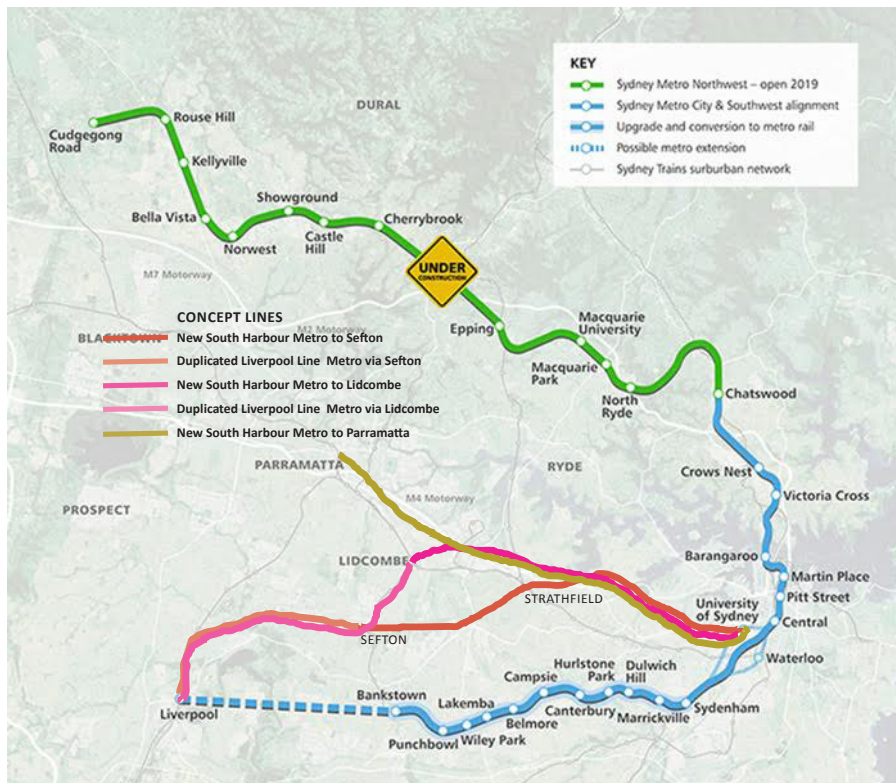 KEY
Sydney Metro Northwest – open 2019
Sydney Metro City & Southwest alignment
Upgrade and conversion to metro rail
Possible metro extension
Sydney Trains surburban network
DURAL
Cudgegong
Road
Rouse Hill
Kellyville
Bella Vista
Norwest
Showground
Castle
Hill
Cherrybrook
UNDER
CONSTRUCTION
M7 Motorway
M2 Motorway
CONCEPT LINES
BLACKTOWN
New South Harbour Metro to Sefton
Duplicated Liverpool Line Metro via Sefton
New South Harbour Metro to Lidcombe
Duplicated Liverpool Line Metro via Lidcombe
New South Harbour Metro to Parramatta
Epping
Macquarie
University
Macquarie
Park
North
Ryde
Chatswood
PARRAMATTA
RYDE
Crows Nest
M4 Motorway
Victoria Cross
PROSPECT
LIDCOMBE
Barangaroo
Martin Place
STRATHFIELD
Pitt Street
University
of Sydney
Central
SEFTON
Waterloo
Liverpool
Bankstown
Punchbowl
Lakemba
Wiley Park
Campsie
Belmore
Hurlstone
Park
Canterbury
Dulwich
Hill
Marrickville
Sydenham